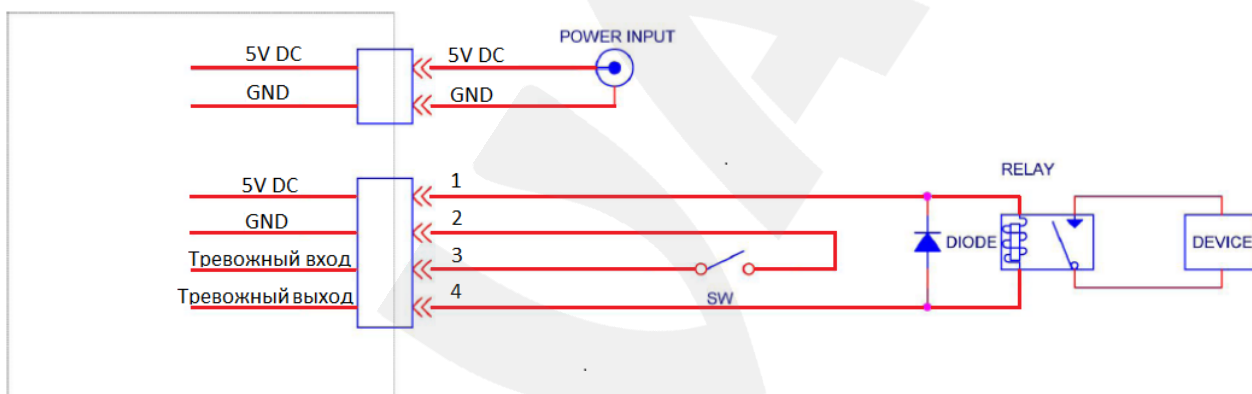 POWER INPUT
5V DC
5V DC
GND
GND
RELAY
5V DC
1
GND
2
DIODE
DEVICE
Тревожный вход
3
SW
Тревожный выход
4